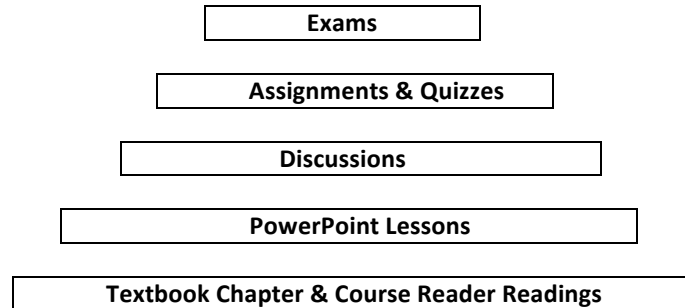 Exams
Assignments & Quizzes
Discussions
PowerPoint Lessons
Textbook Chapter & Course Reader Readings